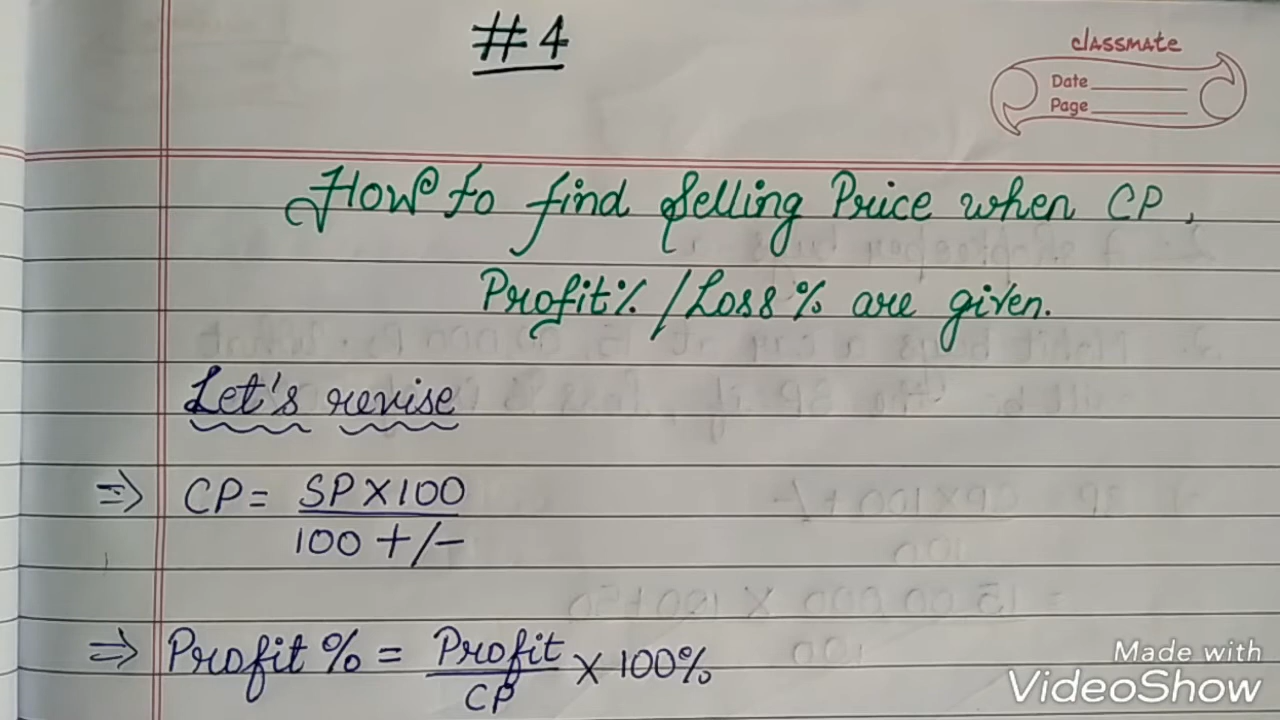 #4
classmate
Date
Page
How to find Selling Price when CP,
Profit% / Loss% are given.
Let's revise
⇒ CP = SP×100
100 +/-
⇒ Profit % = Profit × 100%
CP
Made with
VideoShow